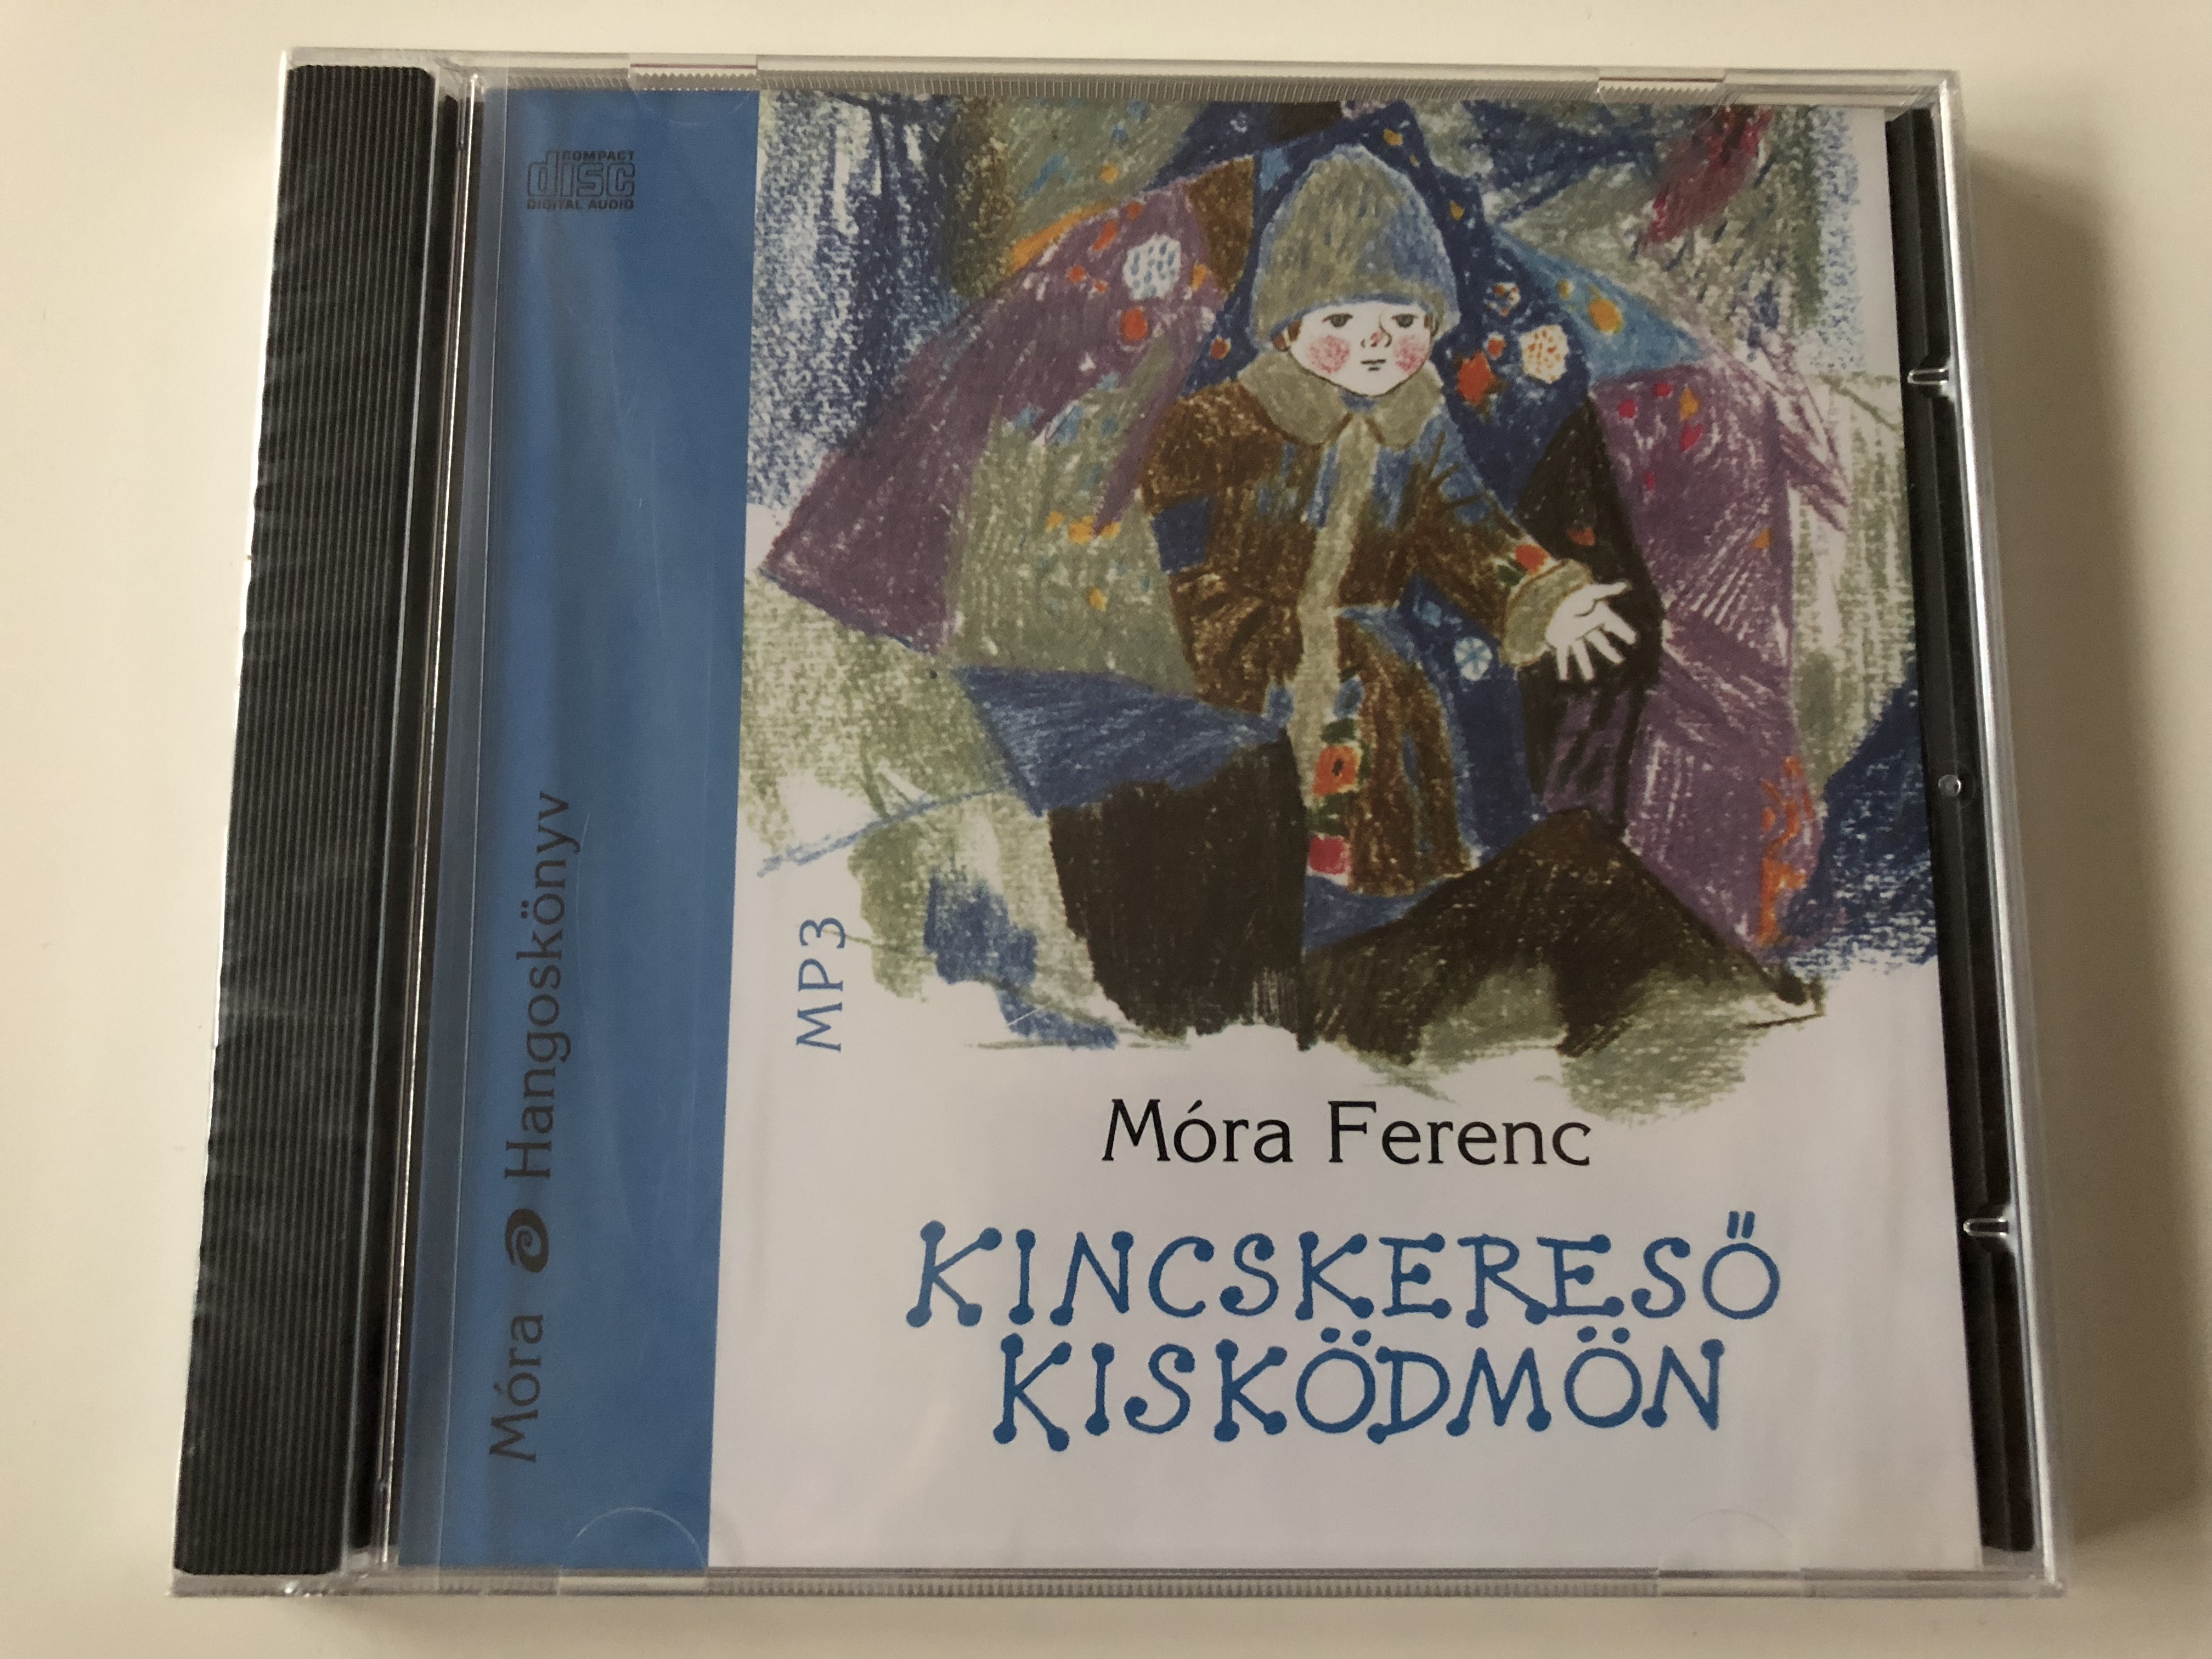 COMPACT
disc
DIGITAL AUDIO
Móra Hangoskönyv
MP3
Móra Ferenc
KINCSKERESŐ
KISKÖDMÖN